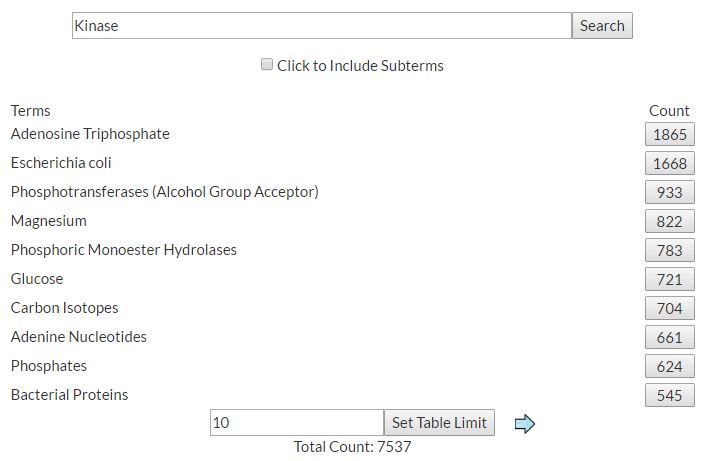 Kinase Search
Click to Include Subterms
Terms Count
Adenosine Triphosphate 1865
Escherichia coli 1668
Phosphotransferases (Alcohol Group Acceptor) 933
Magnesium 822
Phosphoric Monoester Hydrolases 783
Glucose 721
Carbon Isotopes 704
Adenine Nucleotides 661
Phosphates 624
Bacterial Proteins 545
10 Set Table Limit
Total Count: 7537